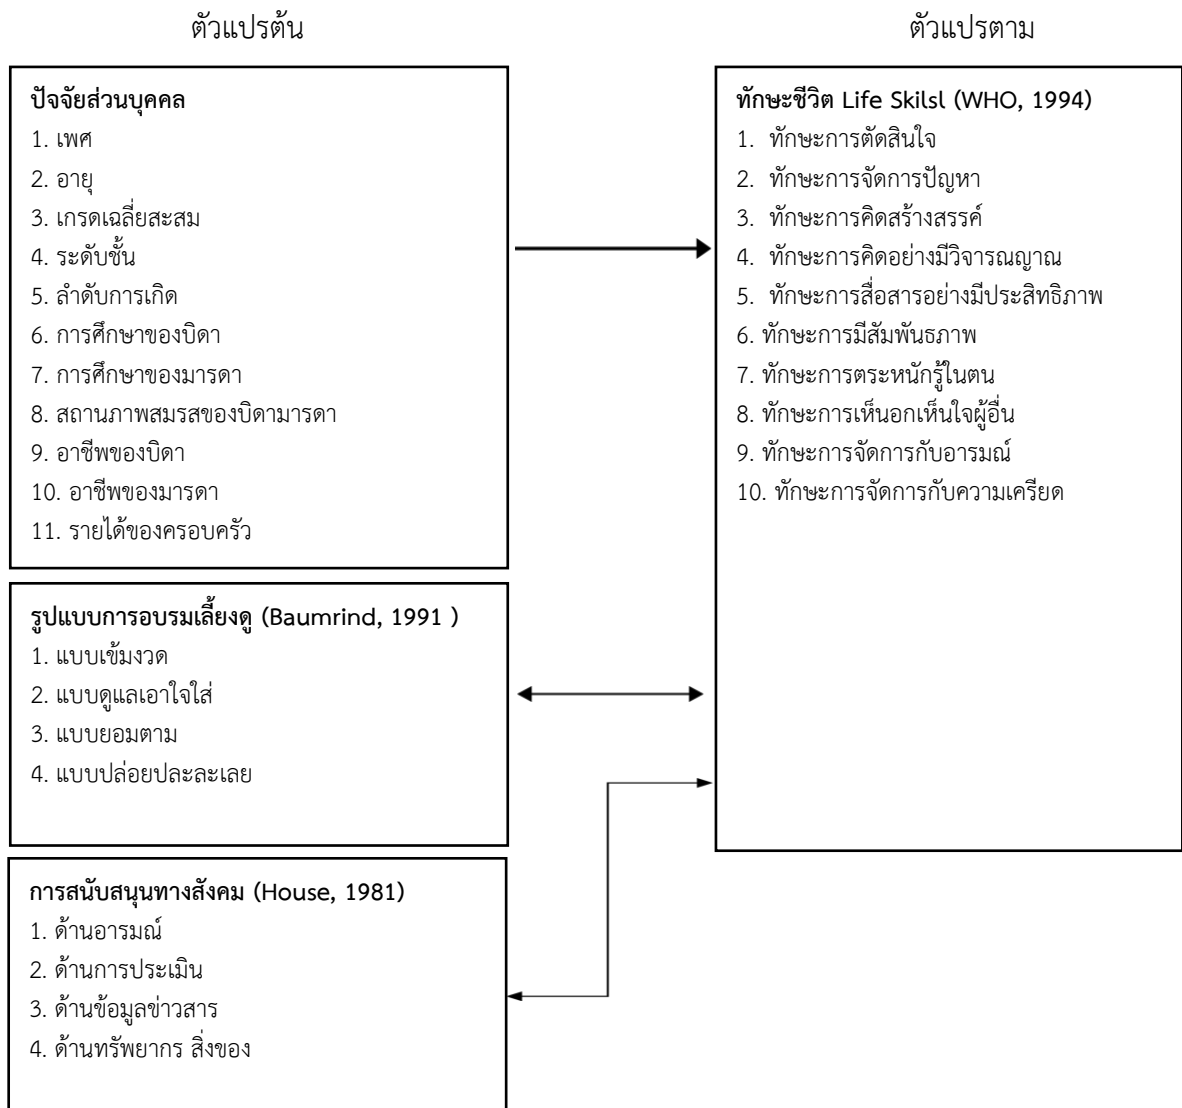 ตัวแปรต้น
ตัวแปรตาม
ปัจจัยส่วนบุคคล
1. เพศ
2. อายุ
3. เกรดเฉลี่ยสะสม
4. ระดับชั้น
5. ลำดับการเกิด
6. การศึกษาของบิดา
7. การศึกษาของมารดา
8. สถานภาพสมรสของบิดามารดา
9. อาชีพของบิดา
10. อาชีพของมารดา
11. รายได้ของครอบครัว
รูปแบบการอบรมเลี้ยงดู (Baumrind, 1991 )
1. แบบเข้มงวด
2. แบบดูแลเอาใจใส่
3. แบบยอมตาม
4. แบบปล่อยปละละเลย
การสนับสนุนทางสังคม (House, 1981)
1. ด้านอารมณ์
2. ด้านการประเมิน
3. ด้านข้อมูลข่าวสาร
4. ด้านทรัพยากร สิ่งของ
ทักษะชีวิต Life Skilsl (WHO, 1994)
1. ทักษะการตัดสินใจ
2. ทักษะการจัดการปัญหา
3. ทักษะการคิดสร้างสรรค์
4. ทักษะการคิดอย่างมีวิจารณญาณ
5. ทักษะการสื่อสารอย่างมีประสิทธิภาพ
6. ทักษะการมีสัมพันธภาพ
7. ทักษะการตระหนักรู้ในตน
8. ทักษะการเห็นอกเห็นใจผู้อื่น
9. ทักษะการจัดการกับอารมณ์
10. ทักษะการจัดการกับความเครียด